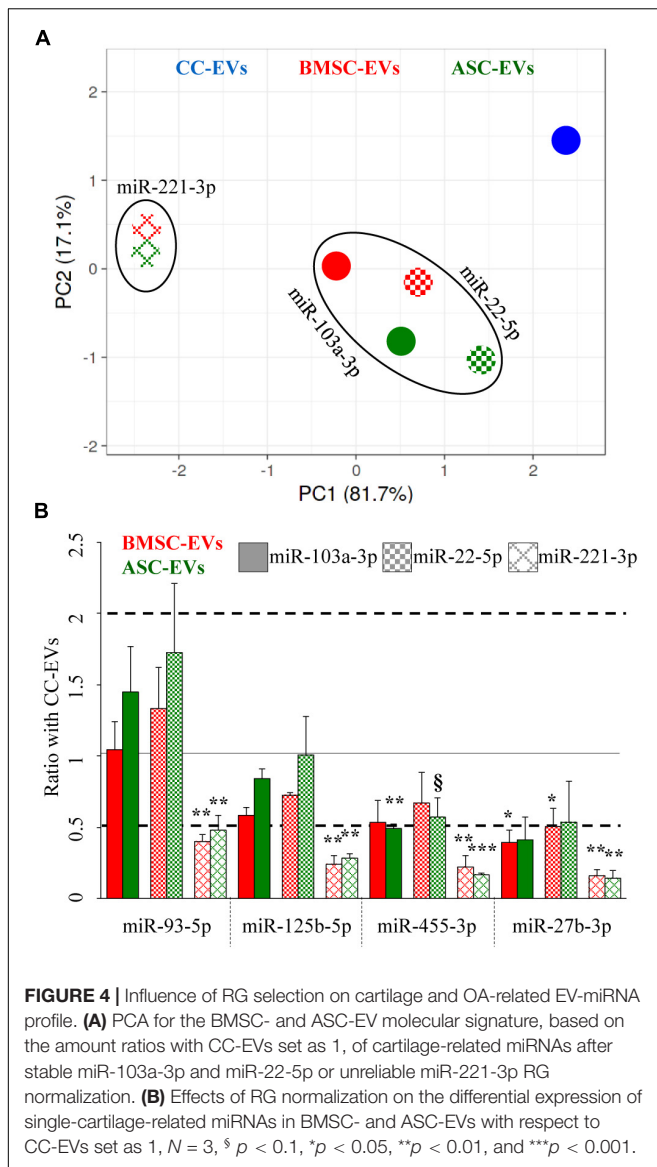 A
CC-EVs BMSC-EVs ASC-EVs
miR-221-3p
miR-103a-3p
miR-22-5p
PC2 (17.1%)
2
1
0
-1
-2
-2 -1 0 1 2
PC1 (81.7%)
B
BMSC-EVs
ASC-EVs
miR-103a-3p miR-22-5p miR-221-3p
Ratio with CC-EVs
2.5
2
1.5
1
0.5
0
** ** ** ** ** § ** *** * * ** **
miR-93-5p miR-125b-5p miR-455-3p miR-27b-3p
FIGURE 4 | Influence of RG selection on cartilage and OA-related EV-miRNA
profile. (A) PCA for the BMSC- and ASC-EV molecular signature, based on
the amount ratios with CC-EVs set as 1, of cartilage-related miRNAs after
stable miR-103a-3p and miR-22-5p or unreliable miR-221-3p RG
normalization. (B) Effects of RG normalization on the differential expression of
single-cartilage-related miRNAs in BMSC- and ASC-EVs with respect to
CC-EVs set as 1, N = 3, § p < 0.1, *p < 0.05, **p < 0.01, and ***p < 0.001.